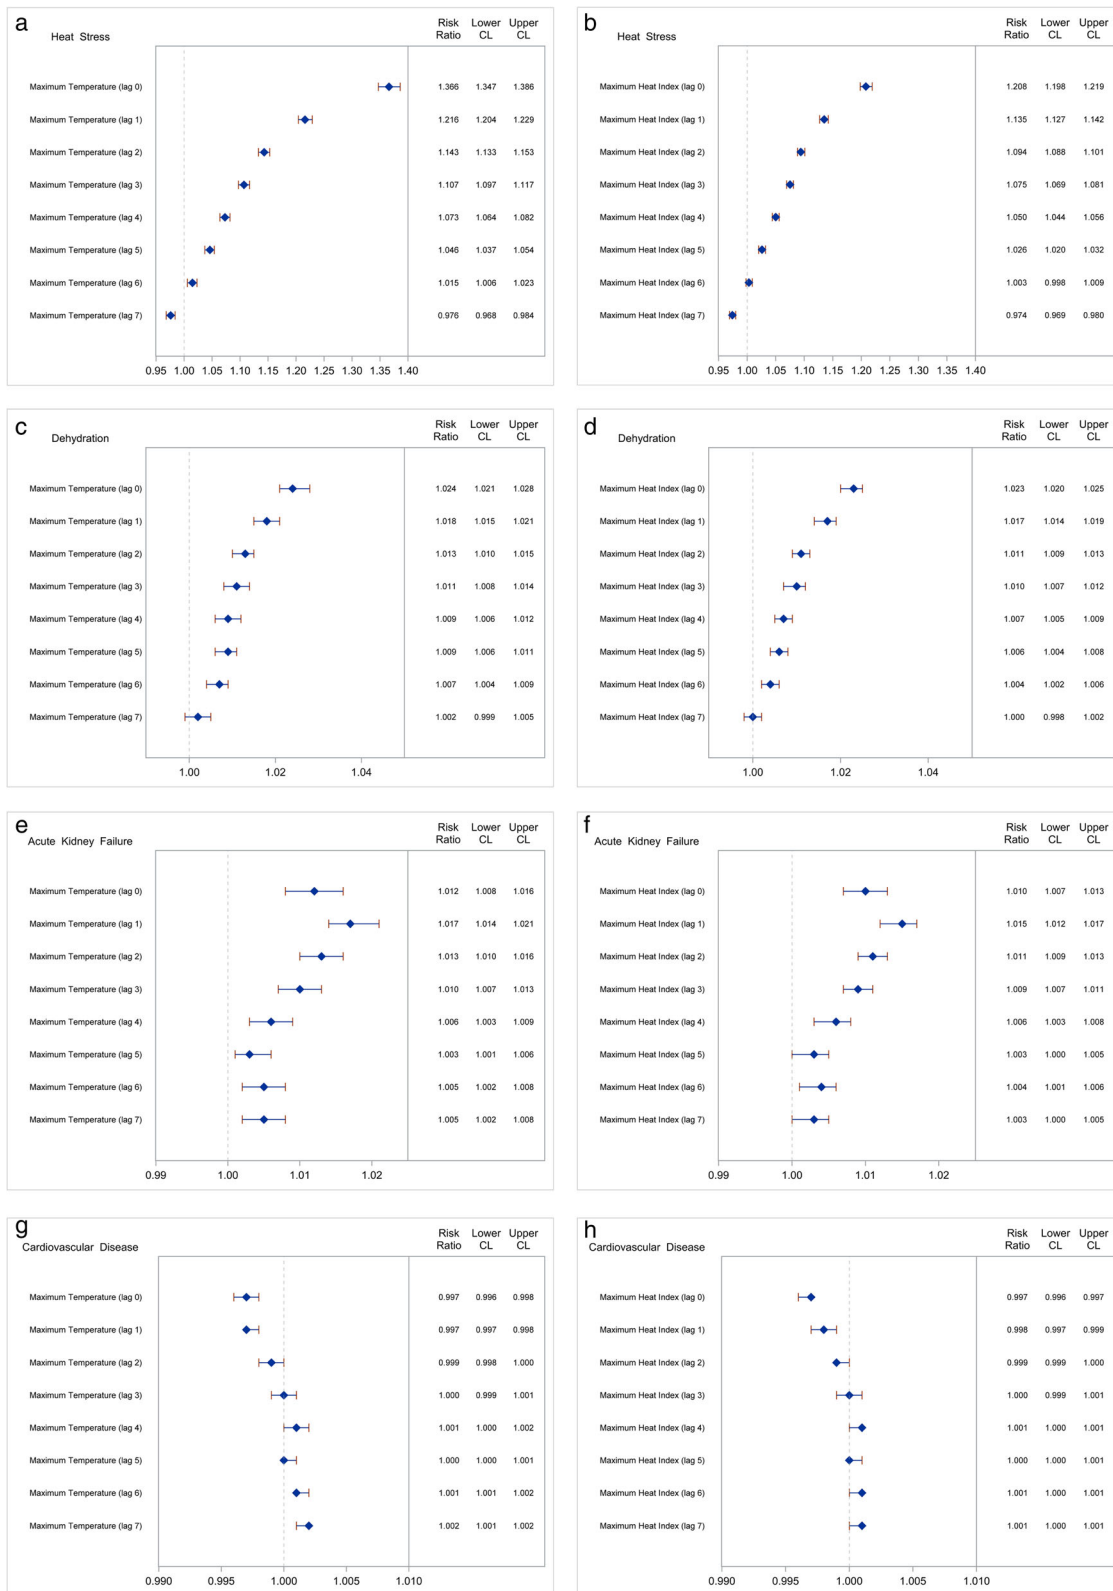 a
Heat Stress
Risk Ratio Lower CL Upper CL
Maximum Temperature (lag 0) 1.366 1.347 1.386
Maximum Temperature (lag 1) 1.216 1.204 1.229
Maximum Temperature (lag 2) 1.143 1.133 1.153
Maximum Temperature (lag 3) 1.107 1.097 1.117
Maximum Temperature (lag 4) 1.073 1.064 1.082
Maximum Temperature (lag 5) 1.046 1.037 1.054
Maximum Temperature (lag 6) 1.015 1.006 1.023
Maximum Temperature (lag 7) 0.976 0.968 0.984
0.95 1.00 1.05 1.10 1.15 1.20 1.25 1.30 1.35 1.40
b
Heat Stress
Risk Ratio Lower CL Upper CL
Maximum Heat Index (lag 0) 1.208 1.198 1.219
Maximum Heat Index (lag 1) 1.135 1.127 1.142
Maximum Heat Index (lag 2) 1.094 1.088 1.101
Maximum Heat Index (lag 3) 1.075 1.069 1.081
Maximum Heat Index (lag 4) 1.050 1.044 1.056
Maximum Heat Index (lag 5) 1.026 1.020 1.032
Maximum Heat Index (lag 6) 1.003 0.998 1.009
Maximum Heat Index (lag 7) 0.974 0.969 0.980
0.95 1.00 1.05 1.10 1.15 1.20 1.25 1.30 1.35 1.40
c
Dehydration
Risk Ratio Lower CL Upper CL
Maximum Temperature (lag 0) 1.024 1.021 1.028
Maximum Temperature (lag 1) 1.018 1.015 1.021
Maximum Temperature (lag 2) 1.013 1.010 1.015
Maximum Temperature (lag 3) 1.011 1.008 1.014
Maximum Temperature (lag 4) 1.009 1.006 1.012
Maximum Temperature (lag 5) 1.009 1.006 1.011
Maximum Temperature (lag 6) 1.007 1.004 1.009
Maximum Temperature (lag 7) 1.002 0.999 1.005
1.00 1.02 1.04
d
Dehydration
Risk Ratio Lower CL Upper CL
Maximum Heat Index (lag 0) 1.023 1.020 1.025
Maximum Heat Index (lag 1) 1.017 1.014 1.019
Maximum Heat Index (lag 2) 1.011 1.009 1.013
Maximum Heat Index (lag 3) 1.010 1.007 1.012
Maximum Heat Index (lag 4) 1.007 1.005 1.009
Maximum Heat Index (lag 5) 1.006 1.004 1.008
Maximum Heat Index (lag 6) 1.004 1.002 1.006
Maximum Heat Index (lag 7) 1.000 0.998 1.002
1.00 1.02 1.04
e
Acute Kidney Failure
Risk Ratio Lower CL Upper CL
Maximum Temperature (lag 0) 1.012 1.008 1.016
Maximum Temperature (lag 1) 1.017 1.014 1.021
Maximum Temperature (lag 2) 1.013 1.010 1.016
Maximum Temperature (lag 3) 1.010 1.007 1.013
Maximum Temperature (lag 4) 1.006 1.003 1.009
Maximum Temperature (lag 5) 1.003 1.001 1.006
Maximum Temperature (lag 6) 1.005 1.002 1.008
Maximum Temperature (lag 7) 1.005 1.002 1.008
0.99 1.00 1.01 1.02
f
Acute Kidney Failure
Risk Ratio Lower CL Upper CL
Maximum Heat Index (lag 0) 1.010 1.007 1.013
Maximum Heat Index (lag 1) 1.015 1.012 1.017
Maximum Heat Index (lag 2) 1.011 1.009 1.013
Maximum Heat Index (lag 3) 1.009 1.007 1.011
Maximum Heat Index (lag 4) 1.006 1.003 1.008
Maximum Heat Index (lag 5) 1.003 1.000 1.005
Maximum Heat Index (lag 6) 1.004 1.001 1.006
Maximum Heat Index (lag 7) 1.003 1.000 1.005
0.99 1.00 1.01 1.02
g
Cardiovascular Disease
Risk Ratio Lower CL Upper CL
Maximum Temperature (lag 0) 0.997 0.996 0.998
Maximum Temperature (lag 1) 0.997 0.997 0.998
Maximum Temperature (lag 2) 0.999 0.998 1.000
Maximum Temperature (lag 3) 1.000 0.999 1.001
Maximum Temperature (lag 4) 1.001 1.000 1.002
Maximum Temperature (lag 5) 1.000 1.000 1.001
Maximum Temperature (lag 6) 1.001 1.001 1.002
Maximum Temperature (lag 7) 1.002 1.001 1.002
0.990 0.995 1.000 1.005 1.010
h
Cardiovascular Disease
Risk Ratio Lower CL Upper CL
Maximum Heat Index (lag 0) 0.997 0.996 0.997
Maximum Heat Index (lag 1) 0.998 0.997 0.999
Maximum Heat Index (lag 2) 0.999 0.999 1.000
Maximum Heat Index (lag 3) 1.000 0.999 1.001
Maximum Heat Index (lag 4) 1.001 1.000 1.001
Maximum Heat Index (lag 5) 1.000 1.000 1.001
Maximum Heat Index (lag 6) 1.001 1.000 1.001
Maximum Heat Index (lag 7) 1.001 1.000 1.001
0.990 0.995 1.000 1.005 1.010